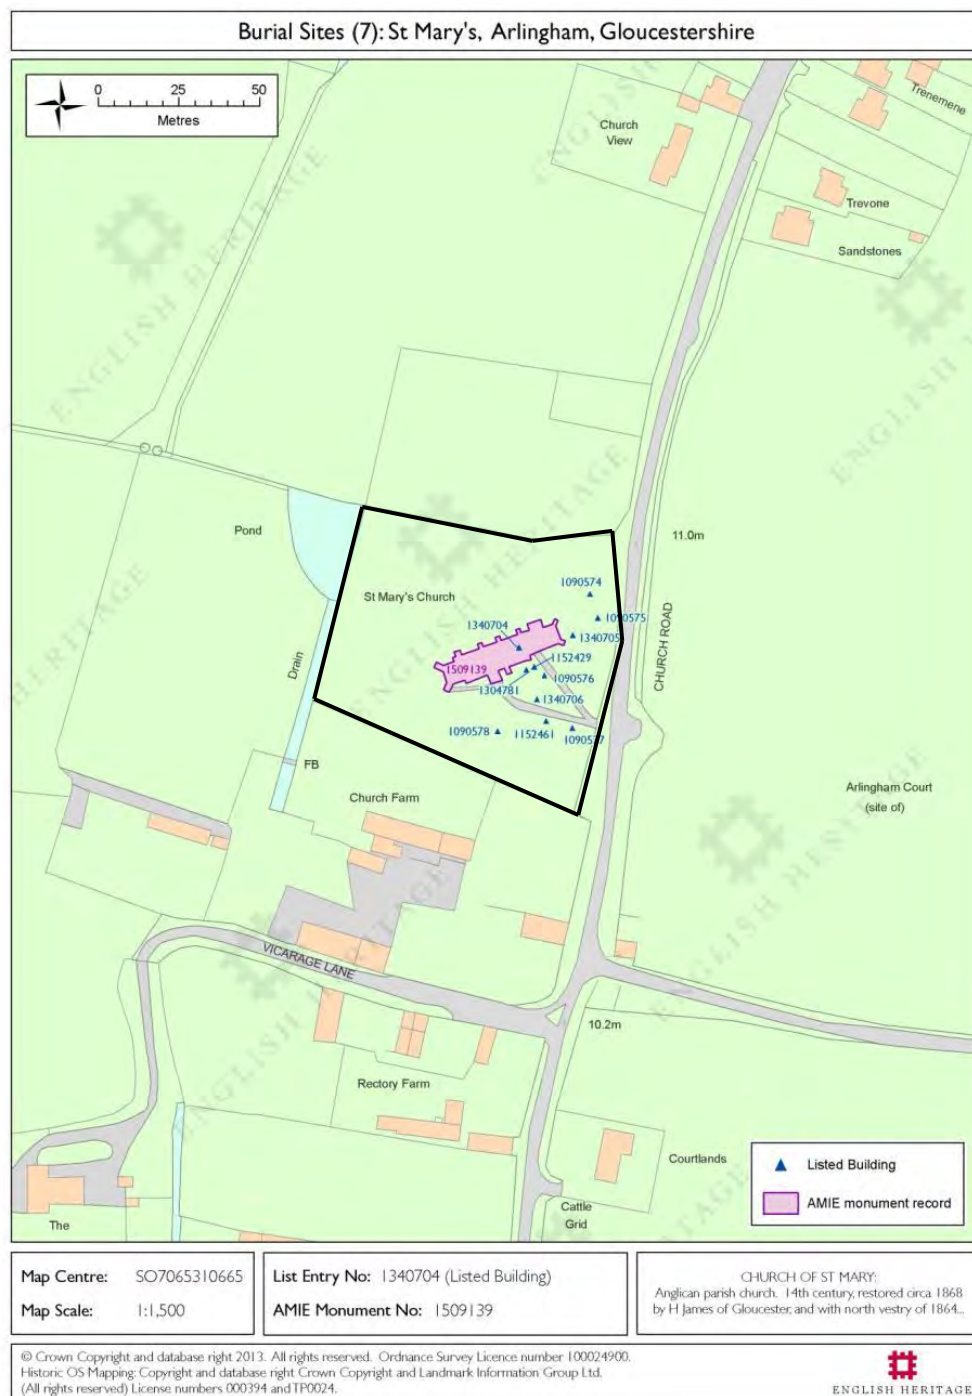 Burial Sites (7): St Mary's, Arlingham, Gloucestershire
0 25 50
Metres
Trenemene
Church
View
Trevone
Sandstones
ENGLISH HERITAGE
Pond
11.0m
1090574
St Mary's Church
1090575
1340704
1340705
CHURCH ROAD
1152429
1509139
Drain
1090576
1304781
1340706
1090578
1152461
1090577
FB
Church Farm
Arlingham Court
(site of)
VICARAGE LANE
10.2m
Rectory Farm
Courtlands
Cattle
Grid
The
Listed Building
AMIE monument record
Map Centre: SO7065310665
Map Scale: 1:1,500
List Entry No: 1340704 (Listed Building)
AMIE Monument No: 1509139
CHURCH OF ST MARY:
Anglican parish church. 14th century, restored circa 1868
by H James of Gloucester, and with north vestry of 1864...
© Crown Copyright and database right 2013. All rights reserved. Ordnance Survey Licence number 100024900.
Historic OS Mapping: Copyright and database right Crown Copyright and Landmark Information Group Ltd.
(All rights reserved) License numbers 000394 and TP0024.
ENGLISH HERITAGE